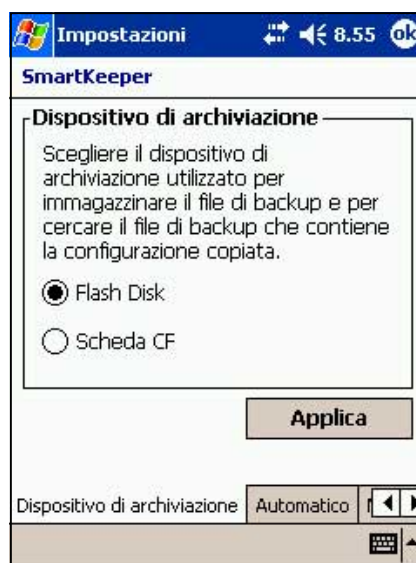 Impostazioni 8.55 ok
SmartKeeper
Dispositivo di archiviazione
Scegliere il dispositivo di
archiviazione utilizzato per
immagazzinare il file di backup e per
cercare il file di backup che contiene
la configurazione copiata.
Flash Disk
Scheda CF
Applica
Dispositivo di archiviazione Automatico